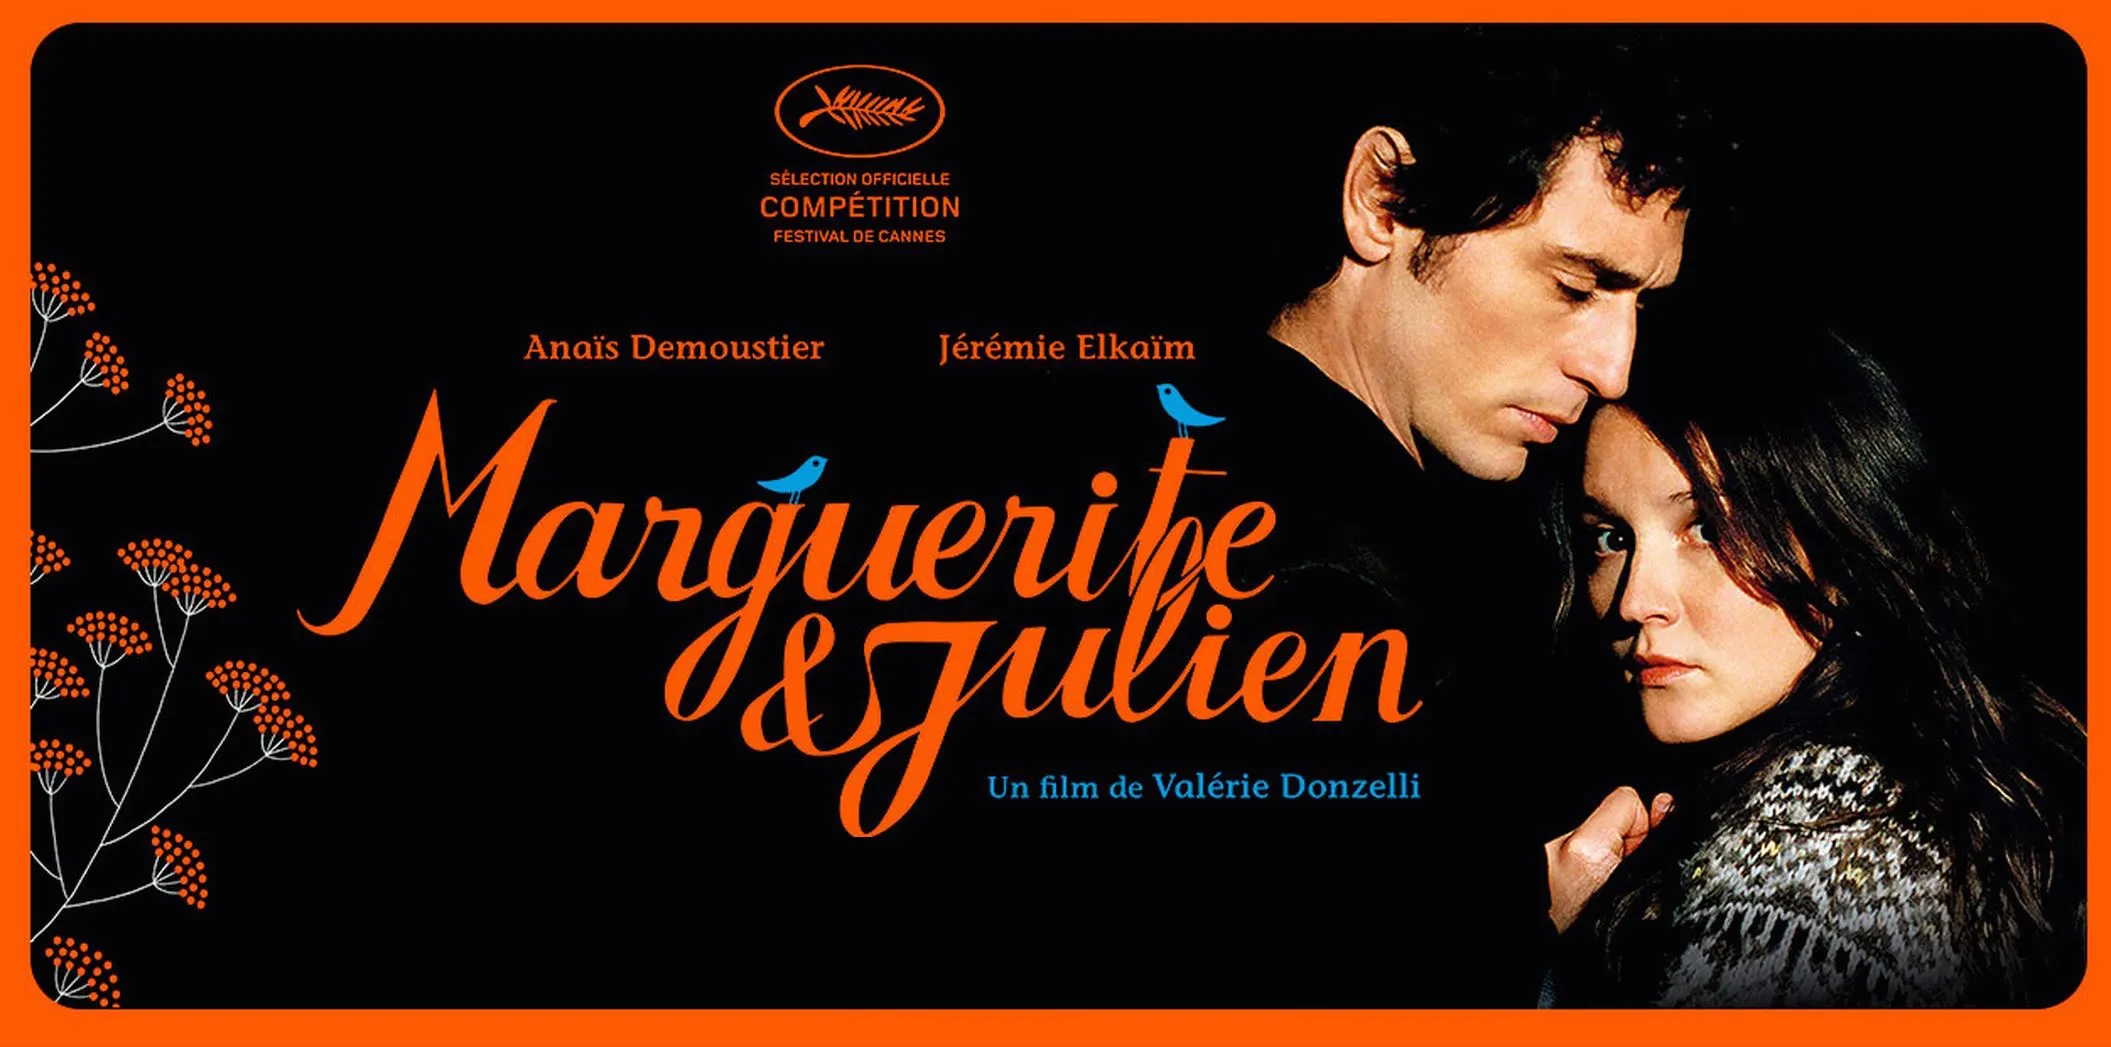 SÉLECTION OFFICIELLE
COMPÉTITION
FESTIVAL DE CANNES
Anaïs Demoustier Jérémie Elkaïm
Marguerite
& Julien
Un film de Valérie Donzelli